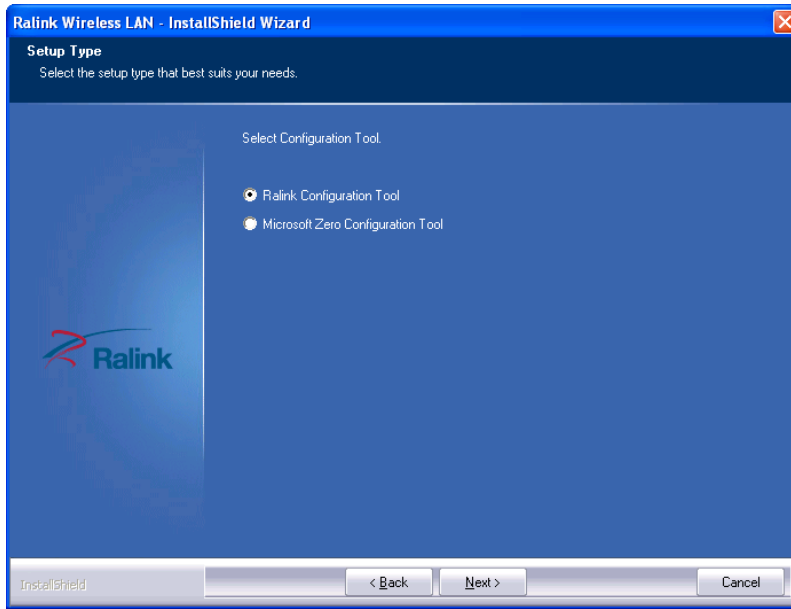 Ralink Wireless LAN - InstallShield Wizard
Setup Type
Select the setup type that best suits your needs.
Select Configuration Tool.
Ralink Configuration Tool
Microsoft Zero Configuration Tool
Ralink
InstallShield
< Back
Next >
Cancel